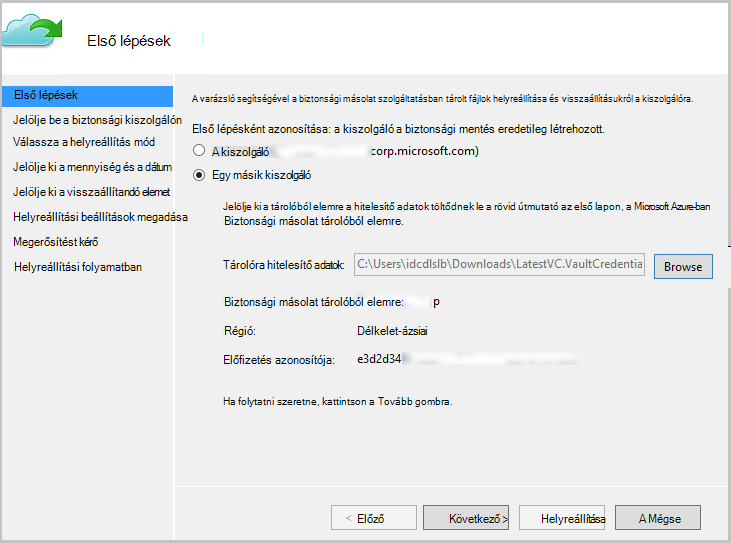 Első lépések
Első lépések
Jelölje be a biztonsági kiszolgálón
Válassza a helyreállítás mód
Jelölje ki a mennyiség és a dátum
Jelölje ki a visszaállítandó elemet
Helyreállítási beállítások megadása
Megerősítést kérő
Helyreállítási folyamatban
A varázsló segítségével a biztonsági másolat szolgáltatásban tárolt fájlok helyreállítása és visszaállításukról a kiszolgálóra.
Első lépésként azonosítása: a kiszolgáló a biztonsági mentés eredetileg létrehozott.
A kiszolgáló corp.microsoft.com)
Egy másik kiszolgáló
Jelölje ki a tárolóból elemre a hitelesítő adatok töltődnek le a rövid útmutató az első lapon, a Microsoft Azure-ban
Biztonsági másolat tárolóból elemre.
Tárolóra hitelesítő adatok: C:\Users\idcdlslb\Downloads\LatestVC.VaultCredentia Browse
Biztonsági másolat tárolóból elemre: p
Régió: Délkelet-ázsiai
Előfizetés azonosítója: e3d2d34
Ha folytatni szeretne, kattintson a Tovább gombra.
< Előző Következő > Helyreállítása A Mégse